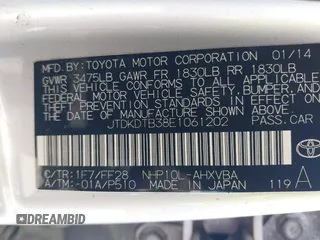 MFD.BY:TOYOTA MOTOR CORPORATION 01/14
GVWR 3475LB GAWR FR 1830LB RR 1830LB
THIS VEHICLE CONFORMS TO ALL APPLICABLE
FEDERAL MOTOR VEHICLE SAFETY, BUMPER, AND
THEFT PREVENTION STANDARDS IN EFFECT ON THE
DATE OF MANUFACTURE SHOWN ABOVE.
JTDKDTB38E1061220 PASS.CAR
C/TR:1F7/FF28 NHP10L-AHXVBA
A/TM:-01A/P510 MADE IN JAPAN 119 A
AUTOBIDMD